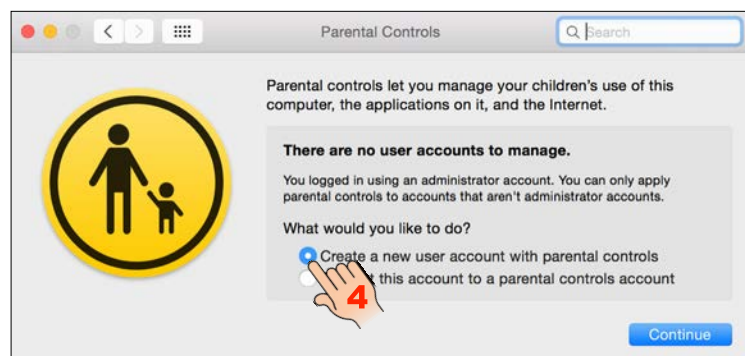 Parental Controls
Search
Parental controls let you manage your children's use of this
computer, the applications on it, and the Internet.
There are no user accounts to manage.
You logged in using an administrator account. You can only apply
parental controls to accounts that aren't administrator accounts.
What would you like to do?
Create a new user account with parental controls
this account to a parental controls account
4
Continue